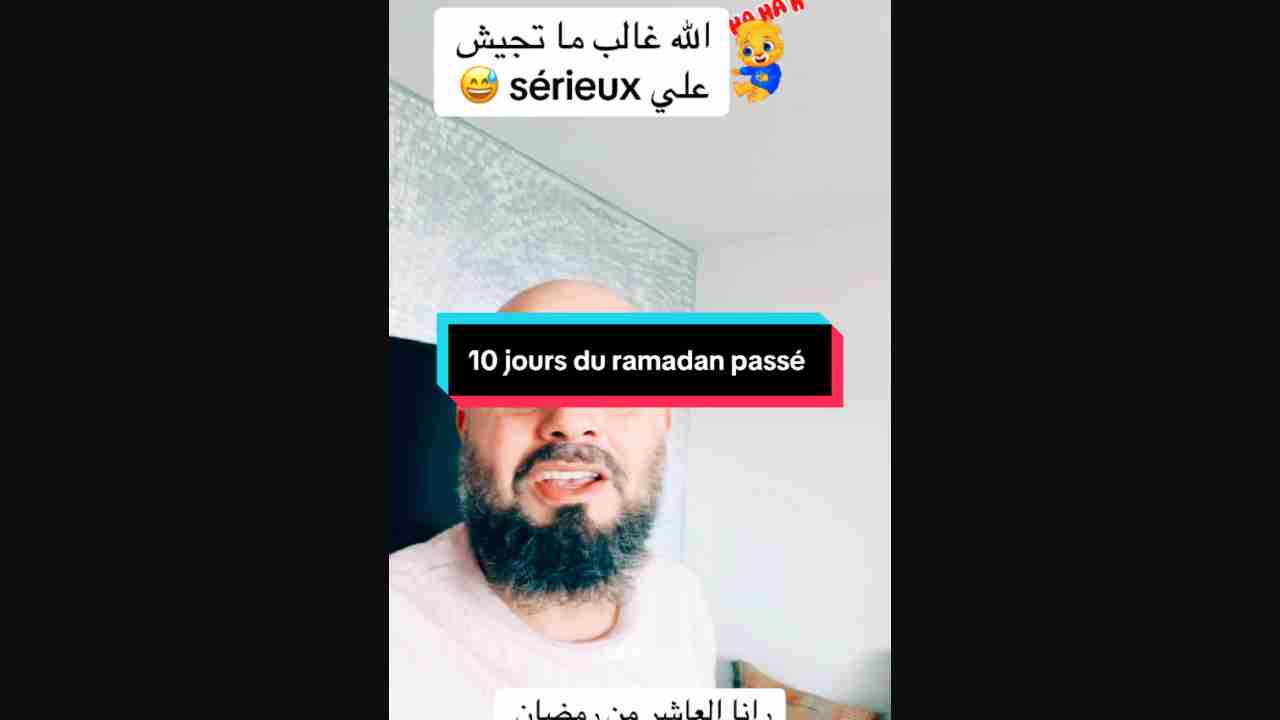 HA HA H
الله غالب ما تجيش
علي sérieux 😅
10 jours du ramadan passé
رانا العاشر من رمضان